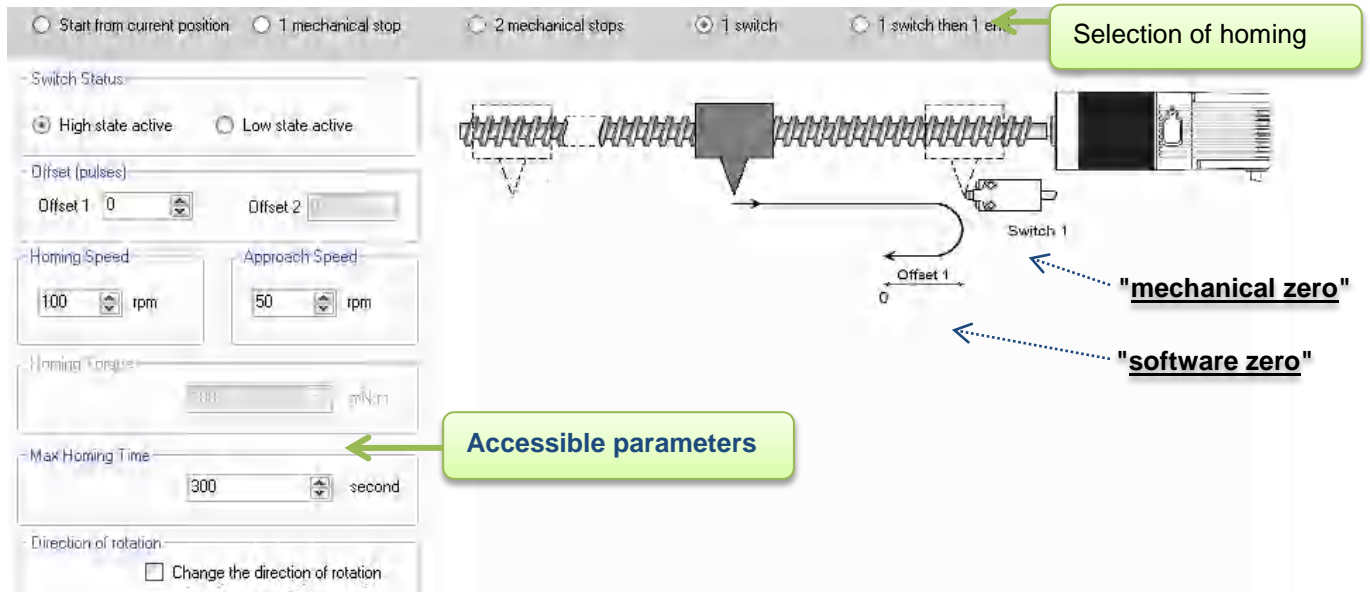 Start from current position 1 mechanical stop 2 mechanical stops 1 switch 1 switch then 1
Selection of homing
Switch Status
High state active Low state active
Offset (pulses)
Offset 1 0 Offset 2 0
Switch 1
Homing Speed Approach Speed
Offset 1
100 rpm 50 rpm
0
"mechanical zero"
"software zero"
Homing Torque
mN.m
Accessible parameters
Max Homing Time
300 second
Direction of rotation
Change the direction of rotation